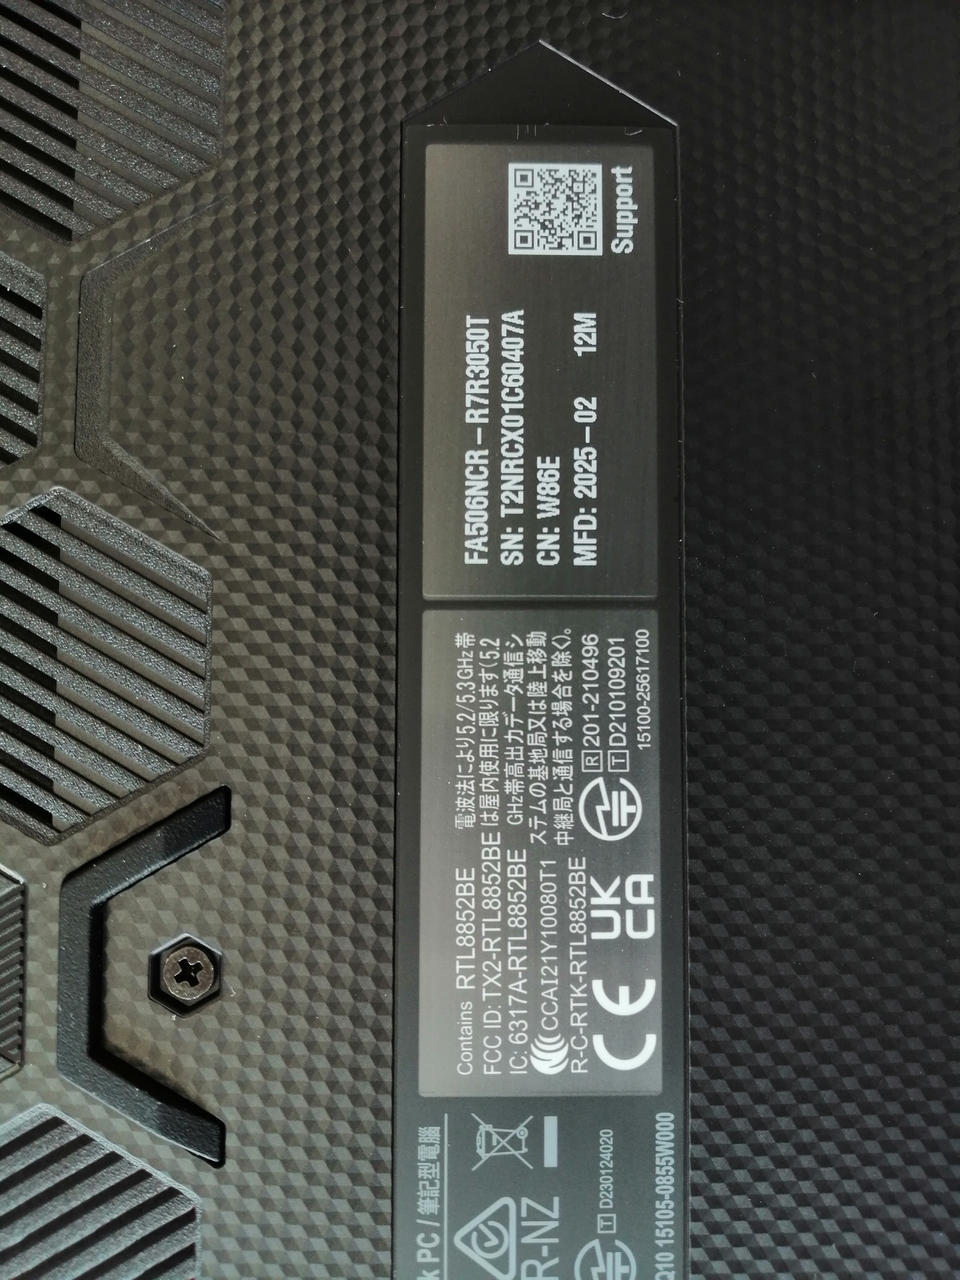 Support
FA506NCR-R7R3050T
SN: T2NRCX01C60407A
CN: W86E
MFD: 2025-02 12M
Contains RTL8852BE
FCC ID: TX2-RTL8852BE
IC: 6317A-RTL8852BE
CCAI21Y10080T1
R-C-RTK-RTL8852BE
CE
UK
CA
電波法により5.2/5.3GHz帯
は屋内使用に限ります(5.2
GHz帯高出力データ通信シ
ステムの基地局又は陸上移動
中継局と通信する場合を除く)。
R 201-210496
T D210109201
15100-25617100
k PC / 筆記型電腦
R-NZ
T D230124020
Q10 15105-0855W000